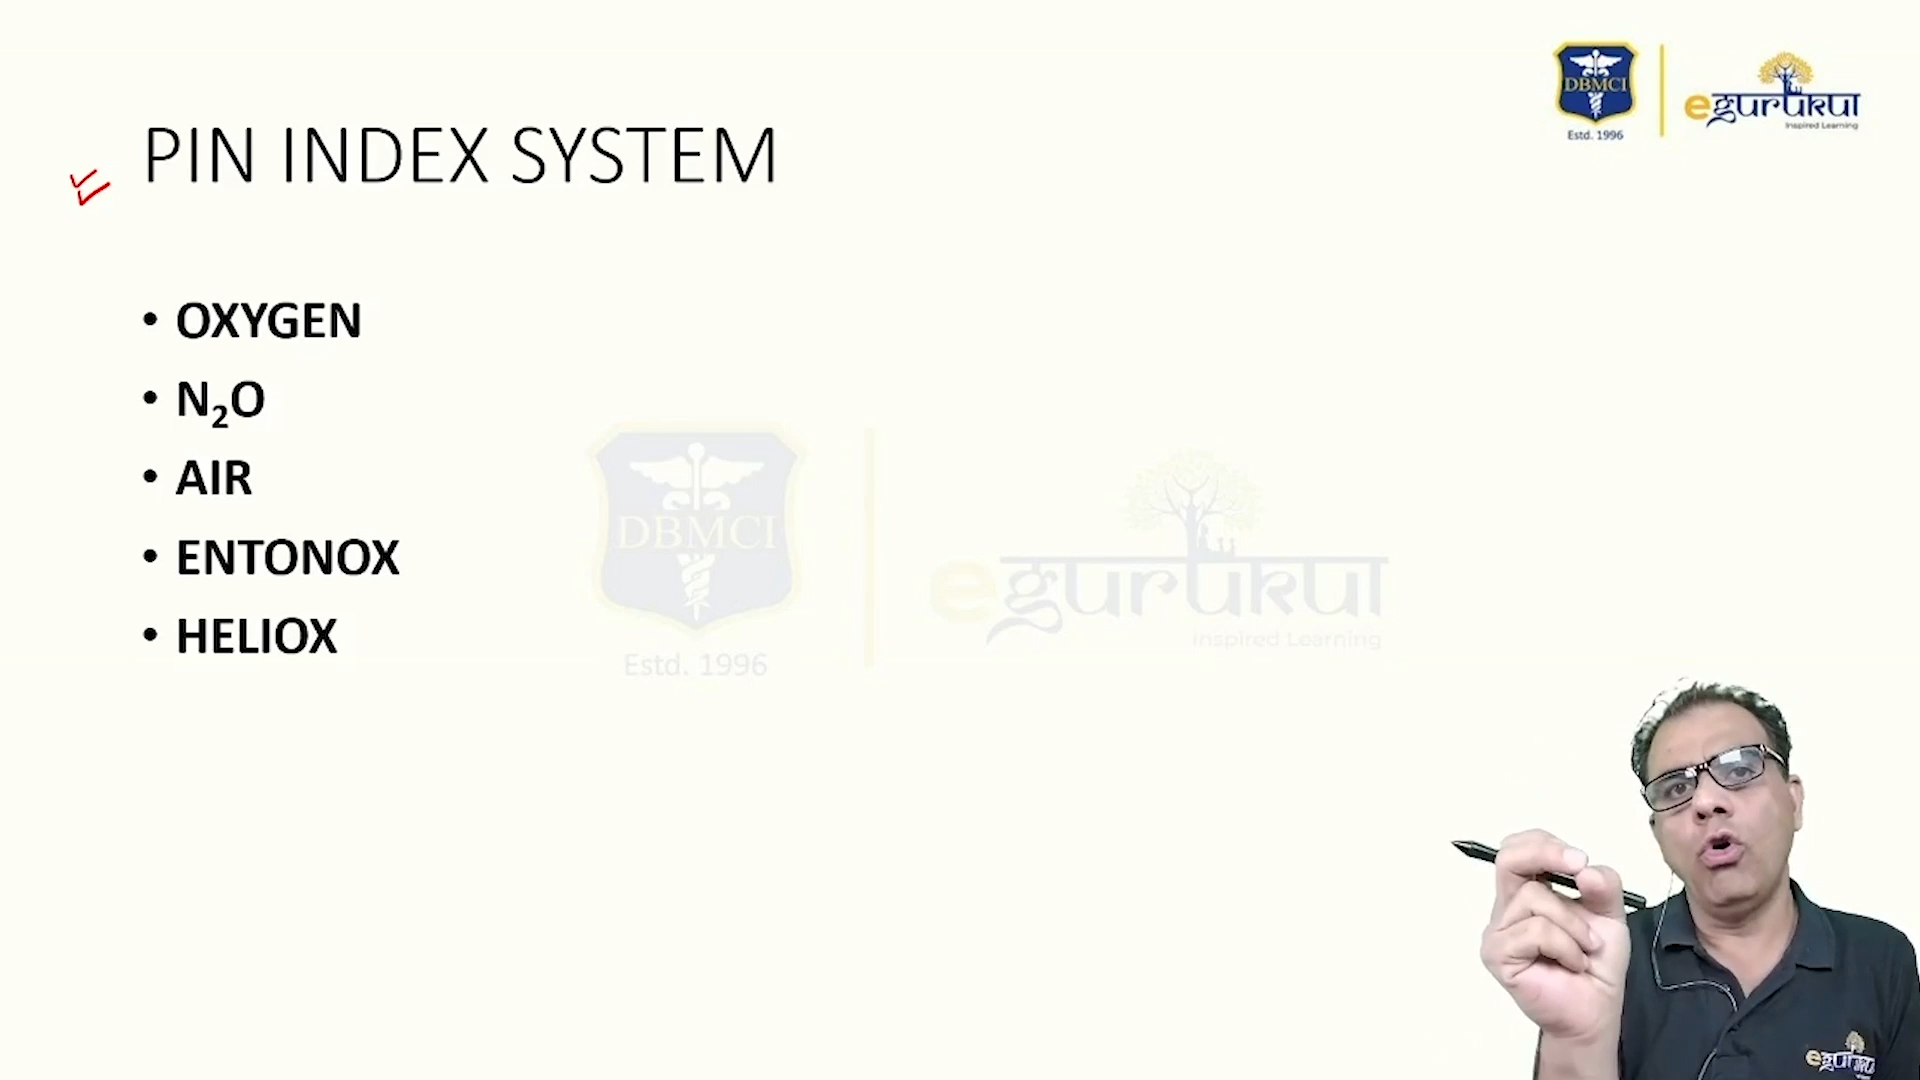 DBMCI
Estd. 1996
egurukul
Inspired Learning
PIN INDEX SYSTEM
• OXYGEN
• N₂O
• AIR
• ENTONOX
• HELIOX
DBMCI
Estd. 1996
egurukul
Inspired Learning
egurukul